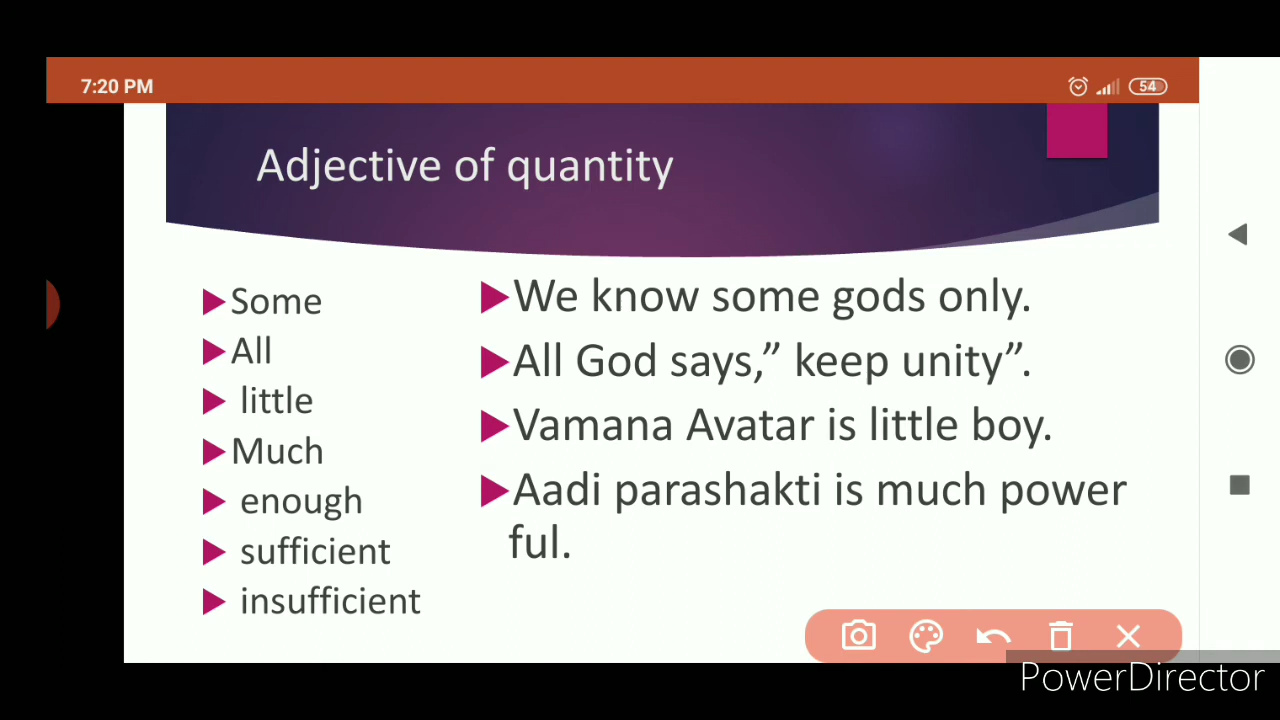 7:20 PM
54
Adjective of quantity
Some
All
little
Much
enough
sufficient
insufficient
We know some gods only.
All God says,” keep unity”.
Vamana Avatar is little boy.
Aadi parashakti is much power
ful.
PowerDirector